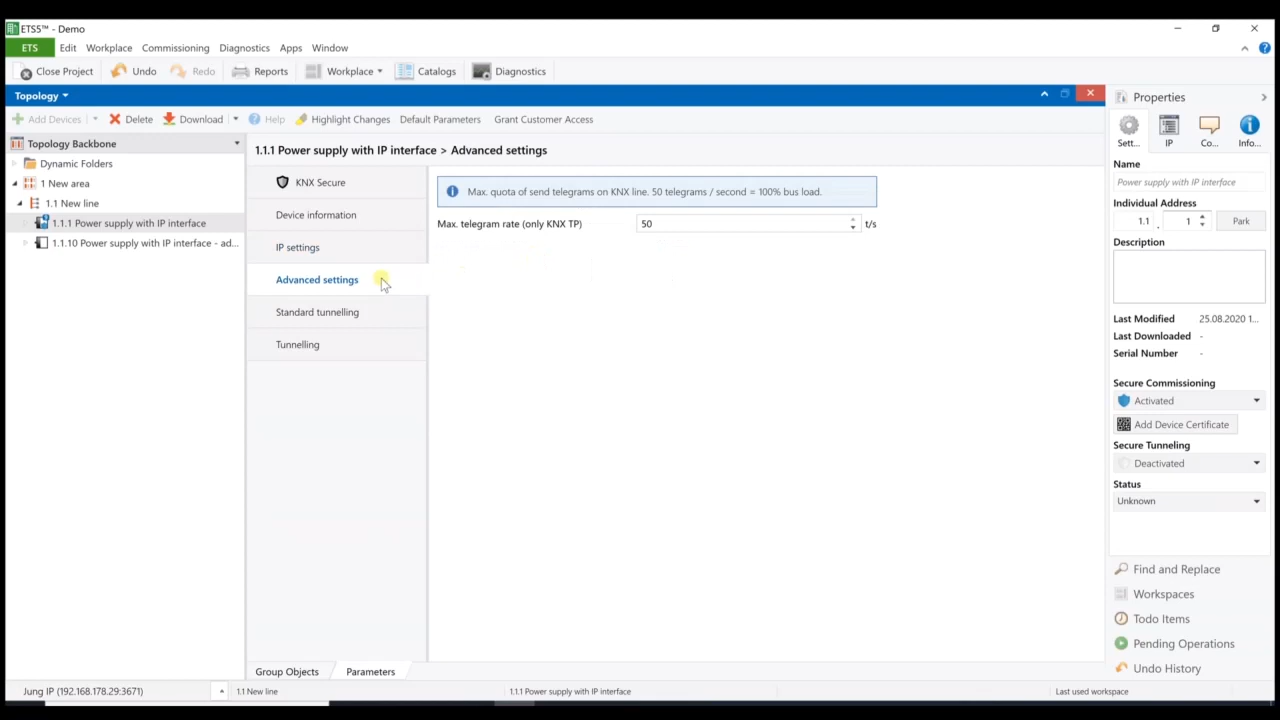 ETS5™ - Demo
ETS Edit Workplace Commissioning Diagnostics Apps Window
Close Project Undo Redo Reports Workplace Catalogs Diagnostics
Topology
Add Devices Delete Download Help Highlight Changes Default Parameters Grant Customer Access
Topology Backbone
Dynamic Folders
1 New area
1.1 New line
1.1.1 Power supply with IP interface
1.1.10 Power supply with IP interface - ad...
1.1.1 Power supply with IP interface > Advanced settings
KNX Secure
Device information
IP settings
Advanced settings
Standard tunnelling
Tunnelling
Max. quota of send telegrams on KNX line. 50 telegrams / second = 100% bus load.
Max. telegram rate (only KNX TP) 50 t/s
Group Objects Parameters
Properties
Sett... IP Co... Info...
Name
Power supply with IP interface
Individual Address
1.1 . 1 Park
Description
Last Modified 25.08.2020 1...
Last Downloaded -
Serial Number -
Secure Commissioning
Activated
Add Device Certificate
Secure Tunneling
Deactivated
Status
Unknown
Find and Replace
Workspaces
Todo Items
Pending Operations
Undo History
Jung IP (192.168.178.29:3671) 1.1 New line 1.1.1 Power supply with IP interface Last used workspace